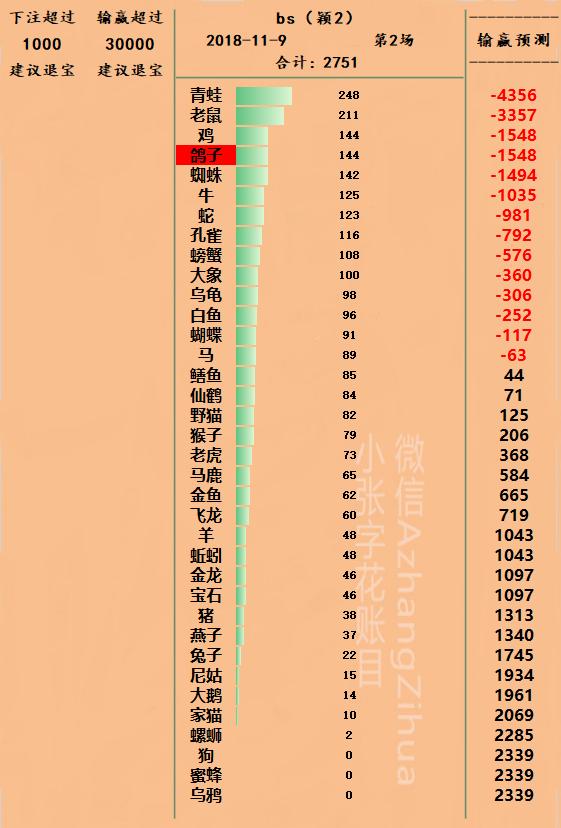 下注超过 输赢超过
1000 30000
建议退宝 建议退宝
bs（颖2）
2018-11-9 第2场
合计：2751
----------
输赢预测
----------
青蛙 248 -4356
老鼠 211 -3357
鸡 144 -1548
鸽子 144 -1548
蜘蛛 142 -1494
牛 125 -1035
蛇 123 -981
孔雀 116 -792
螃蟹 108 -576
大象 100 -360
乌龟 98 -306
白鱼 96 -252
蝴蝶 91 -117
马 89 -63
鳝鱼 85 44
仙鹤 84 71
野猫 82 125
猴子 79 206
老虎 73 368
马鹿 65 584
金鱼 62 665
飞龙 60 719
羊 48 1043
蚯蚓 48 1043
金龙 46 1097
宝石 46 1097
猪 38 1313
燕子 37 1340
兔子 22 1745
尼姑 15 1934
大鹅 14 1961
家猫 10 2069
螺蛳 2 2285
狗 0 2339
蜜蜂 0 2339
乌鸦 0 2339
微信AzhangZihua
小张字花账目